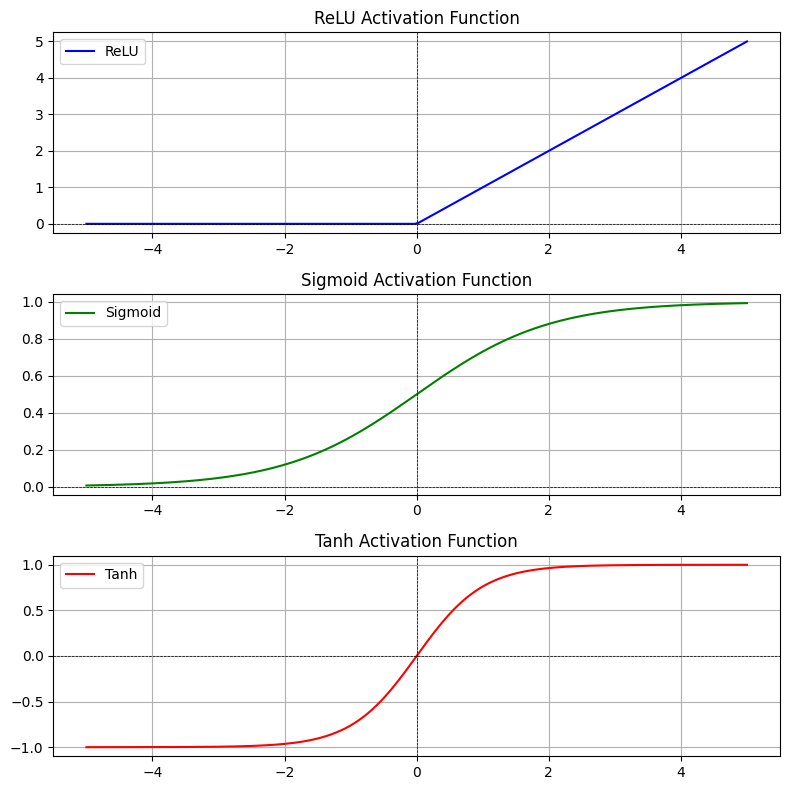 ReLU Activation Function
ReLU
5
4
3
2
1
0
−4 −2 0 2 4
Sigmoid Activation Function
Sigmoid
1.0
0.8
0.6
0.4
0.2
0.0
−4 −2 0 2 4
Tanh Activation Function
Tanh
1.0
0.5
0.0
−0.5
−1.0
−4 −2 0 2 4